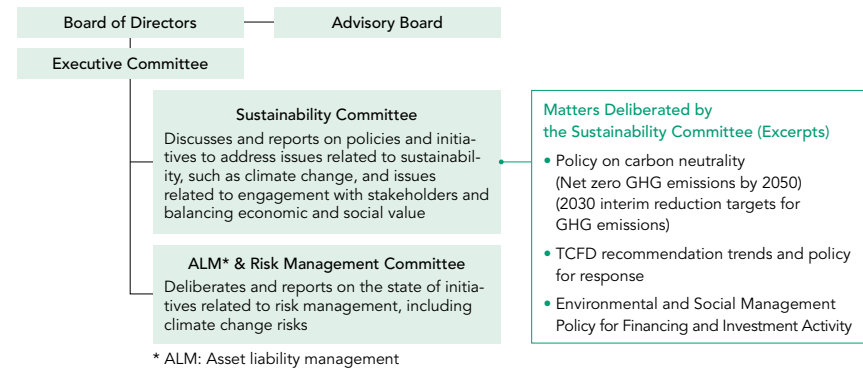 Board of Directors
Advisory Board
Executive Committee
Sustainability Committee
Discusses and reports on policies and initia-
tives to address issues related to sustainabil-
ity, such as climate change, and issues
related to engagement with stakeholders and
balancing economic and social value
ALM* & Risk Management Committee
Deliberates and reports on the state of initia-
tives related to risk management, including
climate change risks
* ALM: Asset liability management
Matters Deliberated by
the Sustainability Committee (Excerpts)
• Policy on carbon neutrality
(Net zero GHG emissions by 2050)
(2030 interim reduction targets for
GHG emissions)
• TCFD recommendation trends and policy
for response
• Environmental and Social Management
Policy for Financing and Investment Activity